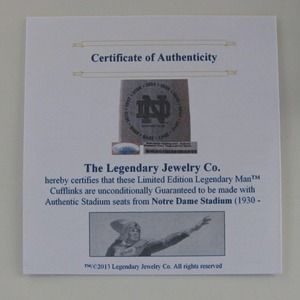 Certificate of Authenticity
The Legendary Jewelry Co.
hereby certifies that these Limited Edition Legendary Man™
Cufflinks are unconditionally Guaranteed to be made with
Authentic Stadium seats from Notre Dame Stadium (1930 -
™/©2013 Legendary Jewelry Co. All rights reserved